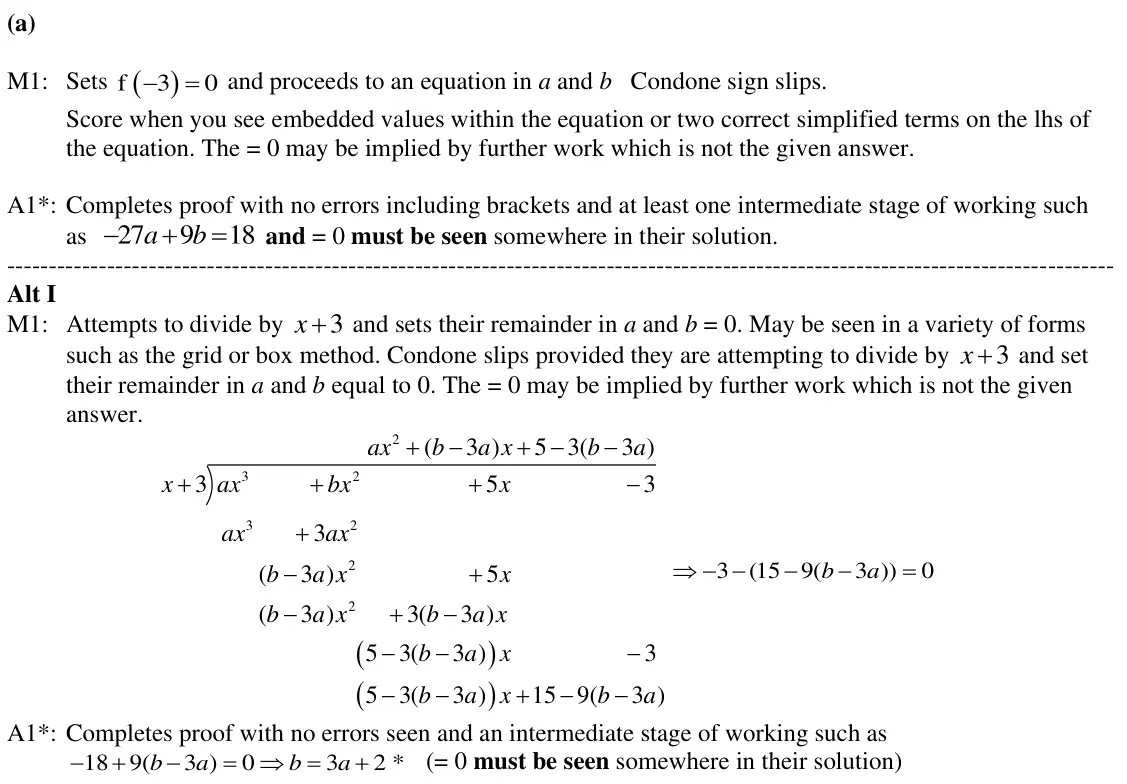 (a)
M1: Sets f(−3) = 0 and proceeds to an equation in a and b Condone sign slips.
Score when you see embedded values within the equation or two correct simplified terms on the lhs of
the equation. The = 0 may be implied by further work which is not the given answer.
A1*: Completes proof with no errors including brackets and at least one intermediate stage of working such
as −27a+9b=18 and = 0 must be seen somewhere in their solution.
------------------------------------------------------------
Alt I
M1: Attempts to divide by x+3 and sets their remainder in a and b = 0. May be seen in a variety of forms
such as the grid or box method. Condone slips provided they are attempting to divide by x+3 and set
their remainder in a and b equal to 0. The = 0 may be implied by further work which is not the given
answer.
ax²+(b−3a)x+5−3(b−3a)
x+3)ax³ +bx² +5x −3
ax³ +3ax²
(b−3a)x² +5x ⇒−3−(15−9(b−3a))=0
(b−3a)x² +3(b−3a)x
(5−3(b−3a))x −3
(5−3(b−3a))x+15−9(b−3a)
A1*: Completes proof with no errors seen and an intermediate stage of working such as
−18+9(b−3a)=0⇒b=3a+2 * (= 0 must be seen somewhere in their solution)